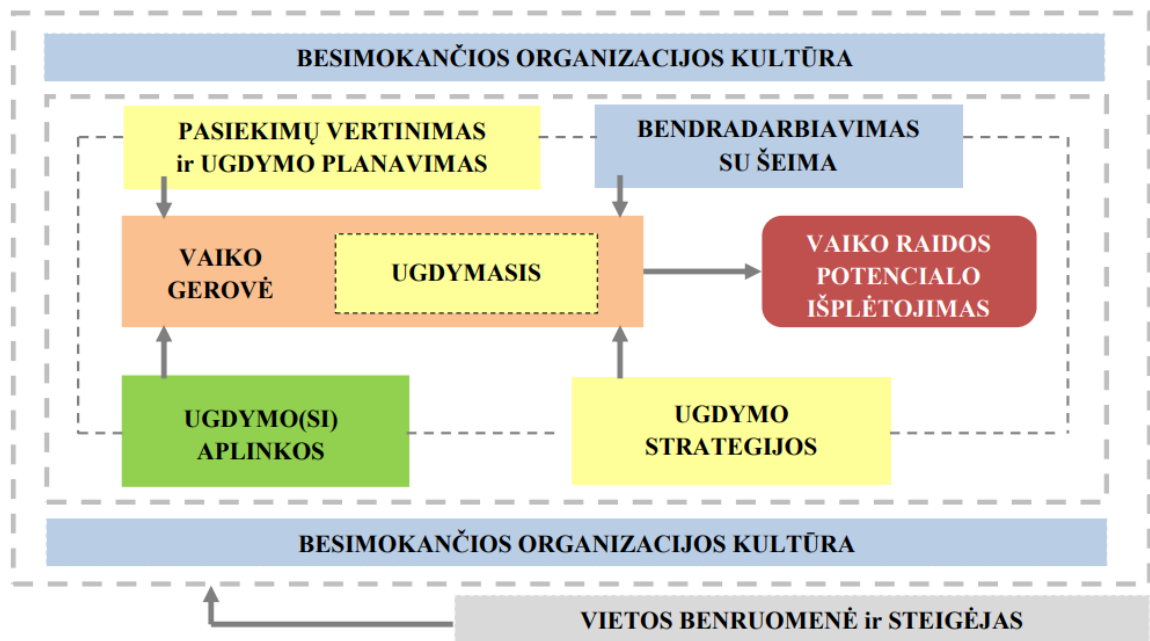 BESIMOKANČIOS ORGANIZACIJOS KULTŪRA
PASIEKIMŲ VERTINIMAS
ir UGDYMO PLANAVIMAS
BENDRADARBIAVIMAS
SU ŠEIMA
VAIKO
GEROVĖ
UGDYMASIS
VAIKO RAIDOS
POTENCIALO
IŠPLĖTOJIMAS
UGDYMO(SI)
APLINKOS
UGDYMO
STRATEGIJOS
BESIMOKANČIOS ORGANIZACIJOS KULTŪRA
VIETOS BENRUOMENĖ ir STEIGĖJAS